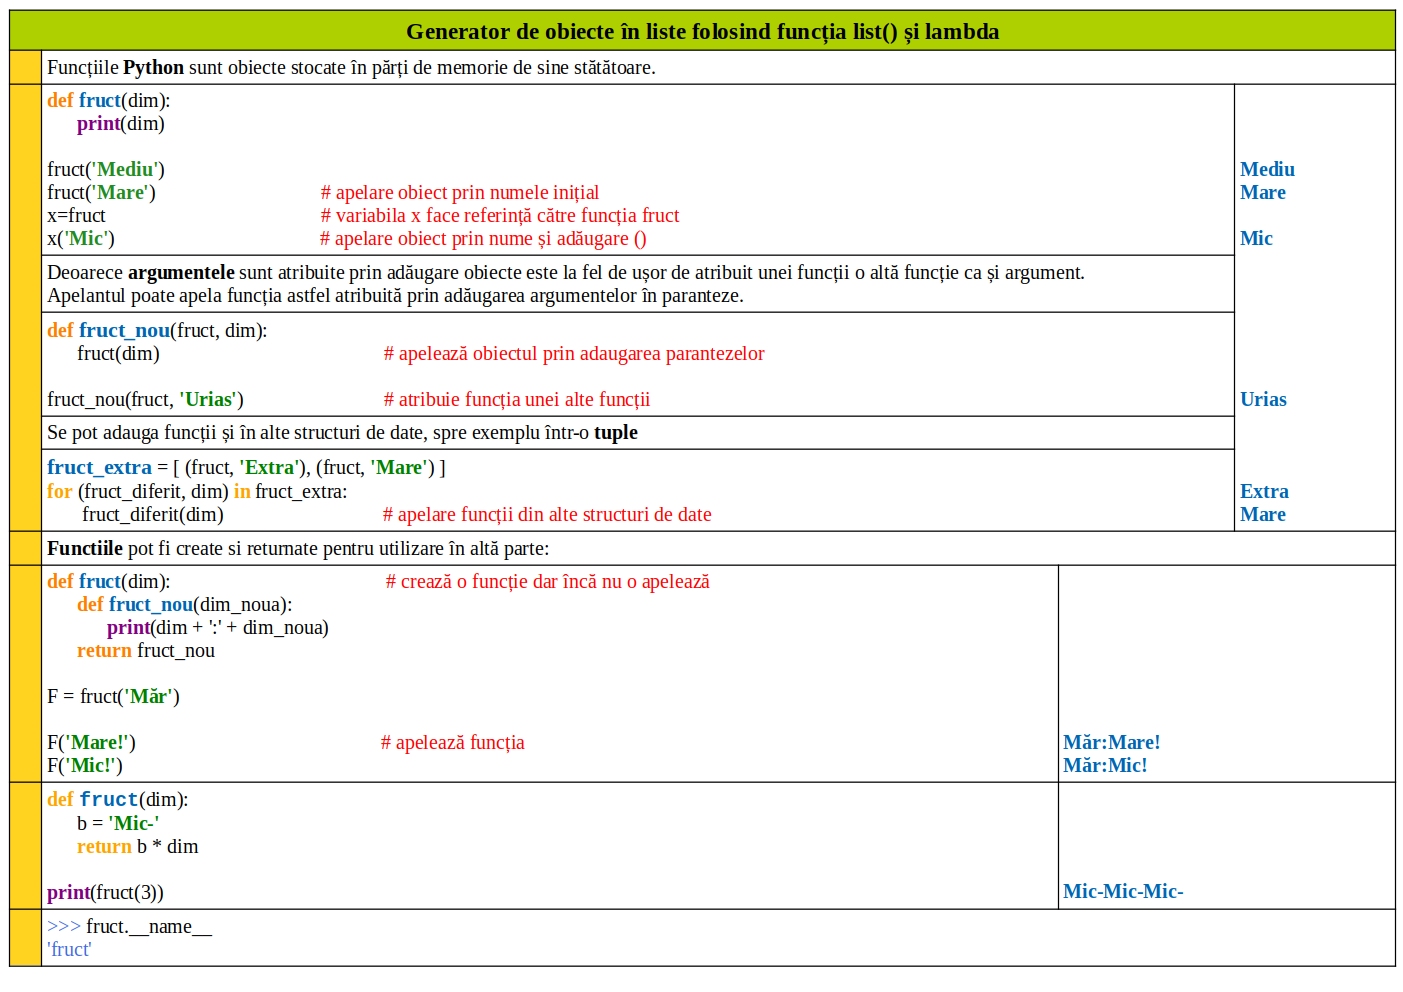 Generator de obiecte în liste folosind funcția list() și lambda
Funcțiile Python sunt obiecte stocate în părți de memorie de sine stătătoare.
def fruct(dim):
print(dim)
fruct('Mediu') Mediu
fruct('Mare') # apelare obiect prin numele inițial Mare
x=fruct # variabila x face referință către funcția fruct
x('Mic') # apelare obiect prin nume și adăugare () Mic
Deoarece argumentele sunt atribuite prin adăugare obiecte este la fel de ușor de atribuit unei funcții o altă funcție ca și argument.
Apelantul poate apela funcția astfel atribuită prin adăugarea argumentelor în paranteze.
def fruct_nou(fruct, dim):
fruct(dim) # apelează obiectul prin adaugarea parantezelor
fruct_nou(fruct, 'Urias') # atribuie funcția unei alte funcții Urias
Se pot adauga funcții și în alte structuri de date, spre exemplu într-o tuple
fruct_extra = [ (fruct, 'Extra'), (fruct, 'Mare') ]
for (fruct_diferit, dim) in fruct_extra: Extra
fruct_diferit(dim) # apelare funcții din alte structuri de date Mare
Functiile pot fi create si returnate pentru utilizare în altă parte:
def fruct(dim): # crează o funcție dar încă nu o apelează
def fruct_nou(dim_noua):
print(dim + ':' + dim_noua)
return fruct_nou
F = fruct('Măr')
F('Mare!') # apelează funcția Măr:Mare!
F('Mic!') Măr:Mic!
def fruct(dim):
b = 'Mic-'
return b * dim
print(fruct(3)) Mic-Mic-Mic-
>>> fruct.__name__
'fruct'